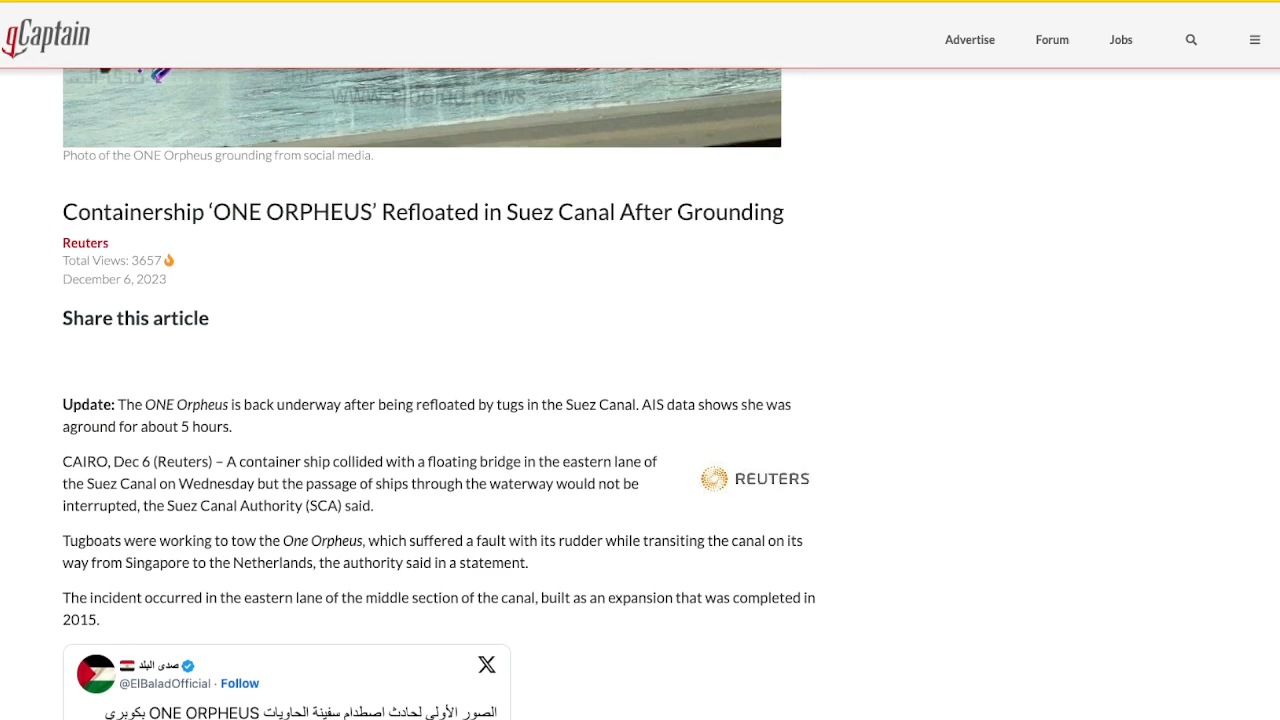 gCaptain
Advertise
Forum
Jobs
www.elbalad.news
Photo of the ONE Orpheus grounding from social media.
Containership ‘ONE ORPHEUS’ Refloated in Suez Canal After Grounding
Reuters
Total Views: 3657
December 6, 2023
Share this article
Update: The ONE Orpheus is back underway after being refloated by tugs in the Suez Canal. AIS data shows she was
aground for about 5 hours.
CAIRO, Dec 6 (Reuters) – A container ship collided with a floating bridge in the eastern lane of
the Suez Canal on Wednesday but the passage of ships through the waterway would not be
interrupted, the Suez Canal Authority (SCA) said.
REUTERS
Tugboats were working to tow the One Orpheus, which suffered a fault with its rudder while transiting the canal on its
way from Singapore to the Netherlands, the authority said in a statement.
The incident occurred in the eastern lane of the middle section of the canal, built as an expansion that was completed in
2015.
صدى البلد
@ElBaladOfficial · Follow
الصور الأولى لحادث اصطدام سفينة الحاويات ONE ORPHEUS بكوبري